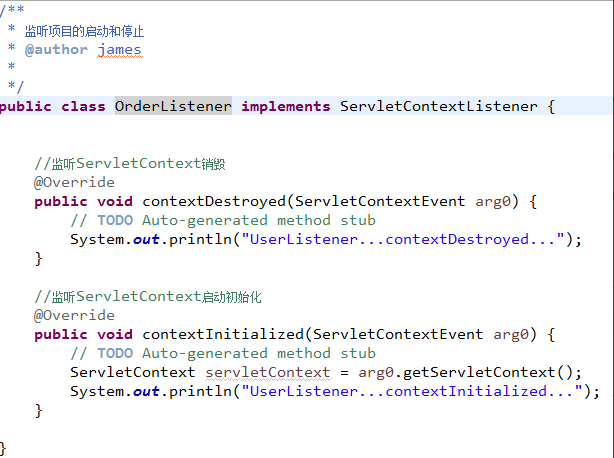 /**
 * 监听项目的启动和停止
 * @author james
 *
 */
public class OrderListener implements ServletContextListener {
    //监听ServletContext销毁
    @Override
    public void contextDestroyed(ServletContextEvent arg0) {
        // TODO Auto-generated method stub
        System.out.println("UserListener...contextDestroyed...");
    }
    //监听ServletContext启动初始化
    @Override
    public void contextInitialized(ServletContextEvent arg0) {
        // TODO Auto-generated method stub
        ServletContext servletContext = arg0.getServletContext();
        System.out.println("UserListener...contextInitialized...");
    }
}